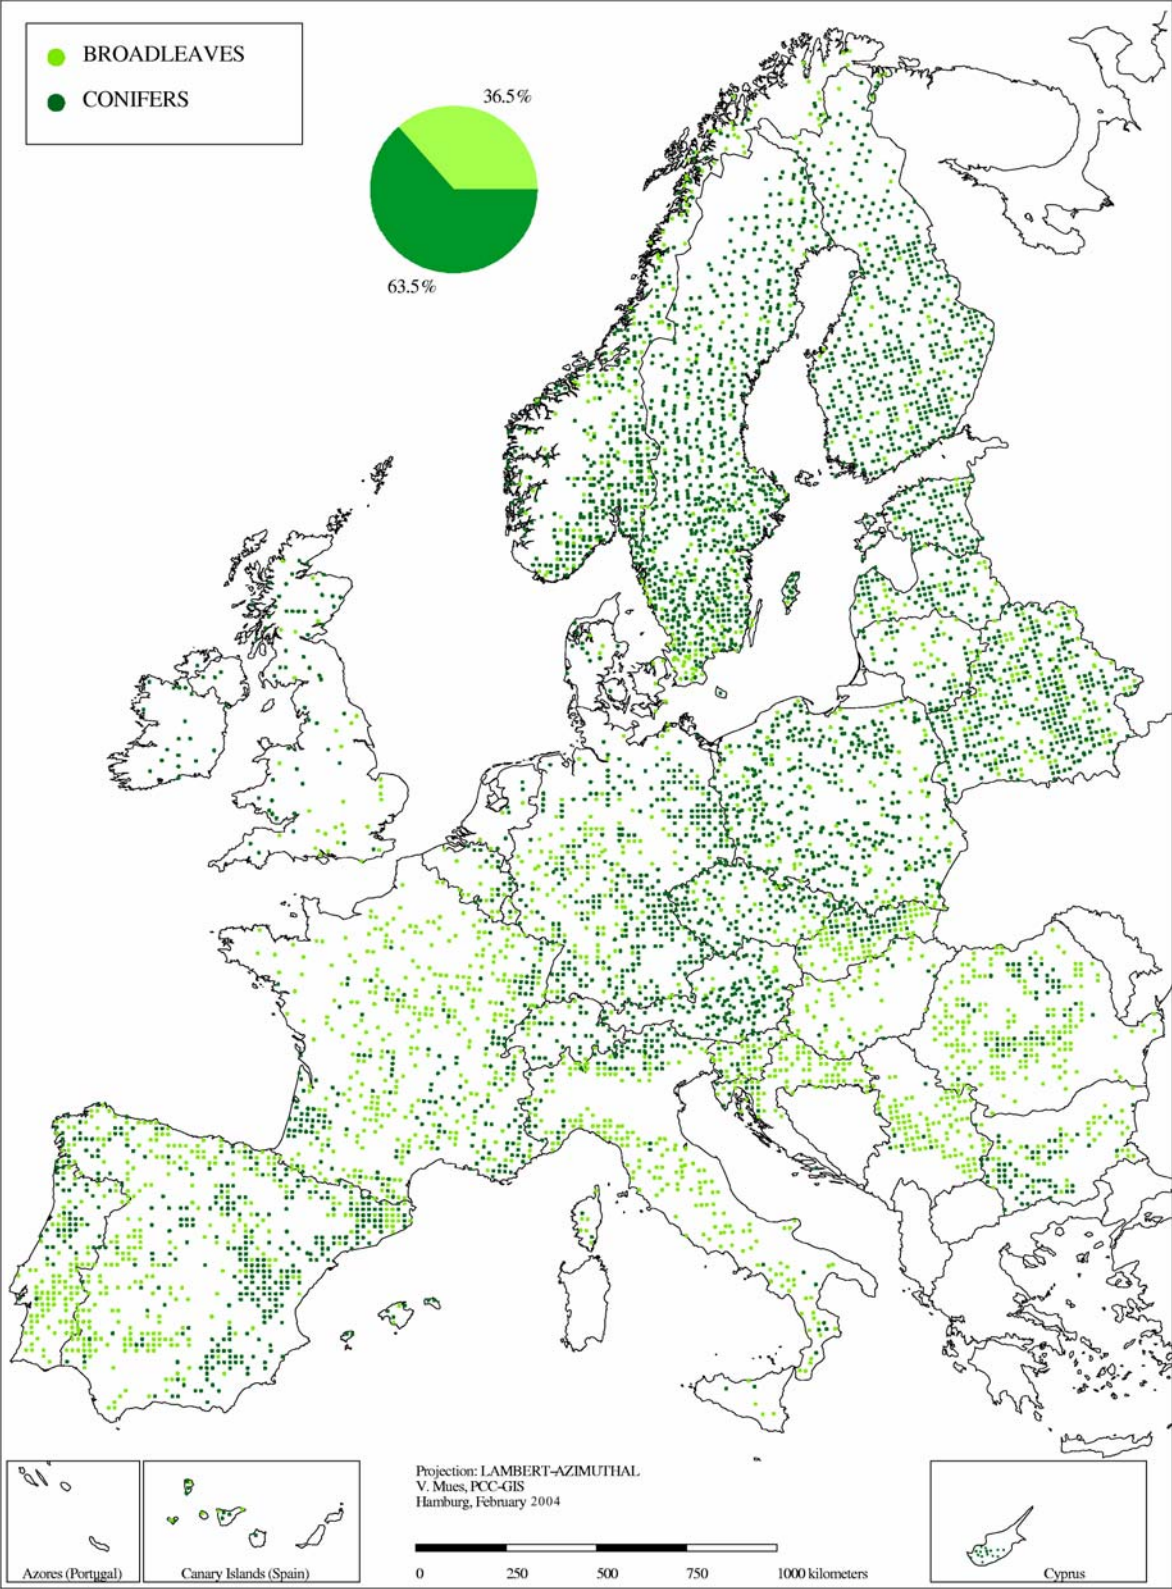 BROADLEAVES
CONIFERS
36.5%
63.5%
Projection: LAMBERT-AZIMUTHAL
V. Mues, PCC-GIS
Hamburg, February 2004
0 250 500 750 1000 kilometers
Azores (Portugal)
Canary Islands (Spain)
Cyprus